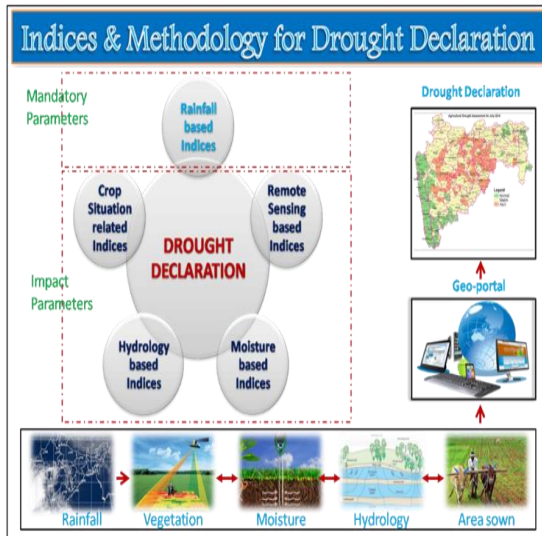 Indices & Methodology for Drought Declaration
Mandatory
Parameters
Rainfall
based
Indices
Crop
Situation
related
Indices
Remote
Sensing
based
Indices
DROUGHT
DECLARATION
Impact
Parameters
Hydrology
based
Indices
Moisture
based
Indices
Drought Declaration
Geo-portal
Rainfall
Vegetation
Moisture
Hydrology
Area sown